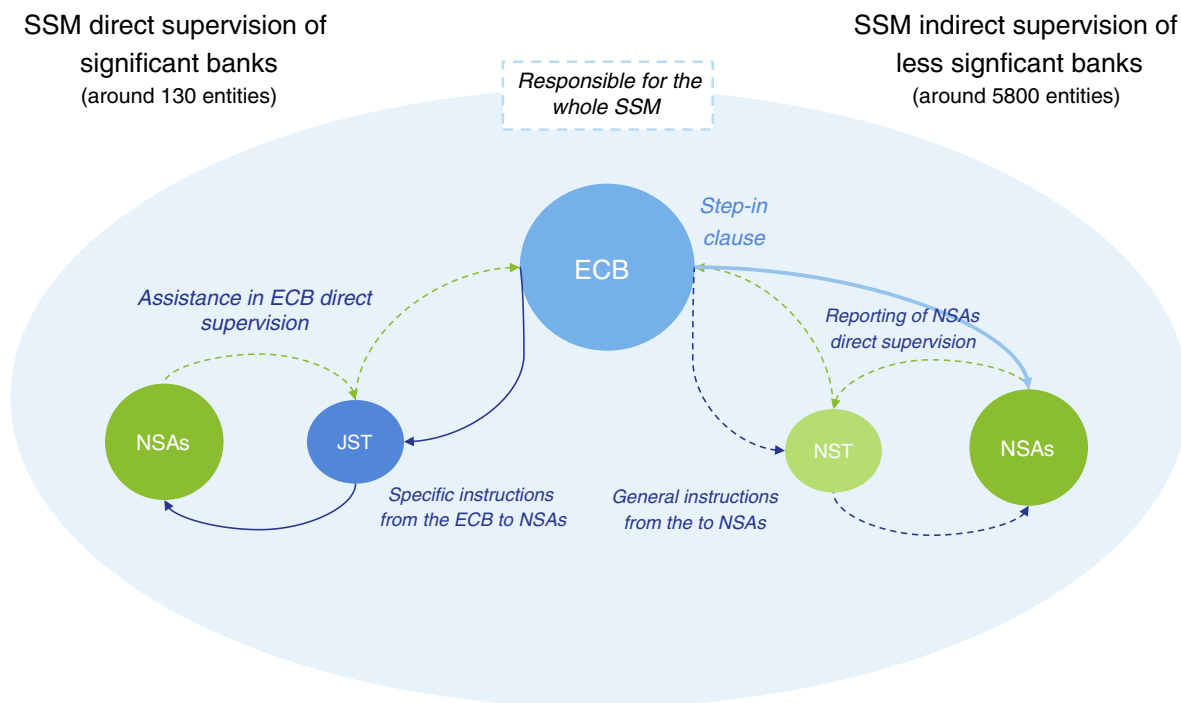 SSM direct supervision of
significant banks
(around 130 entities)
SSM indirect supervision of
less signficant banks
(around 5800 entities)
Responsible for the
whole SSM
Step-in
clause
ECB
Assistance in ECB direct
supervision
Reporting of NSAs
direct supervision
NSAs
JST
NST
NSAs
Specific instructions
from the ECB to NSAs
General instructions
from the to NSAs